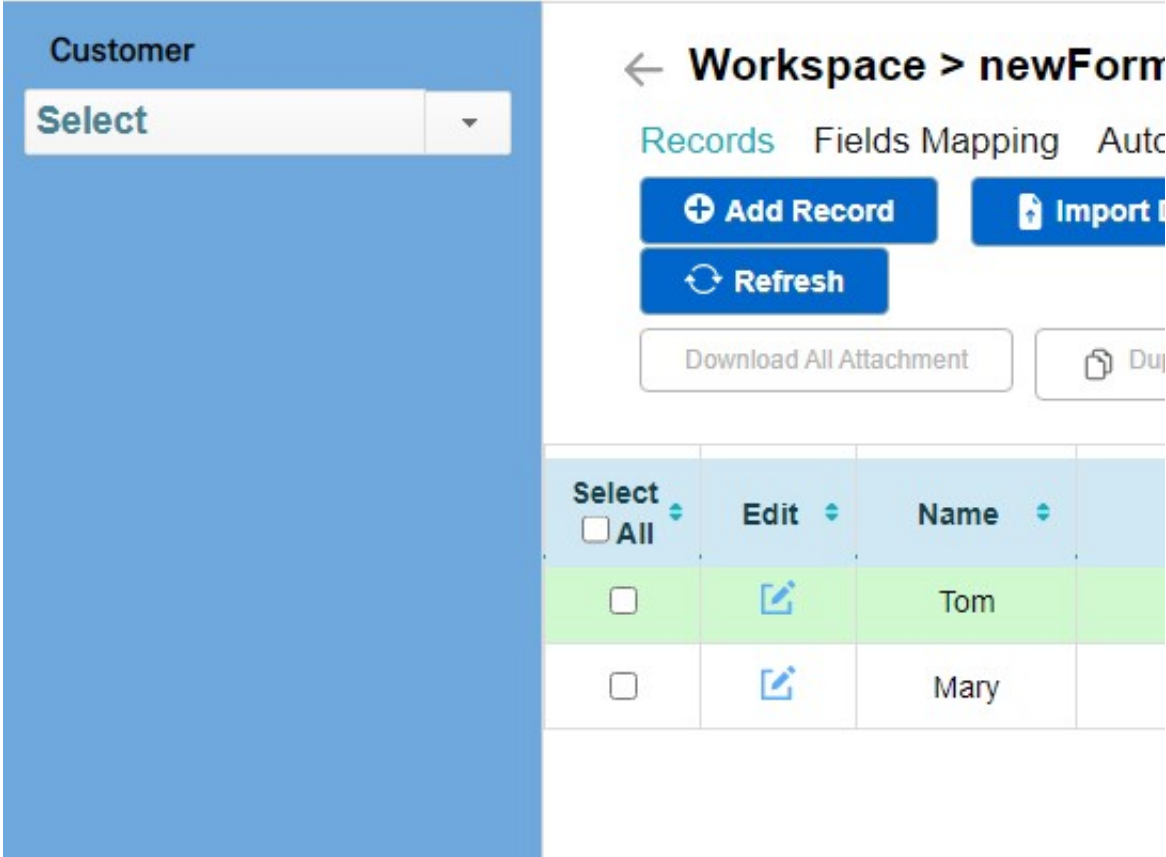 Customer
Select
Workspace > newForm
Records Fields Mapping
Add Record Import
Refresh
Download All Attachment
Select All Edit Name
Tom
Mary